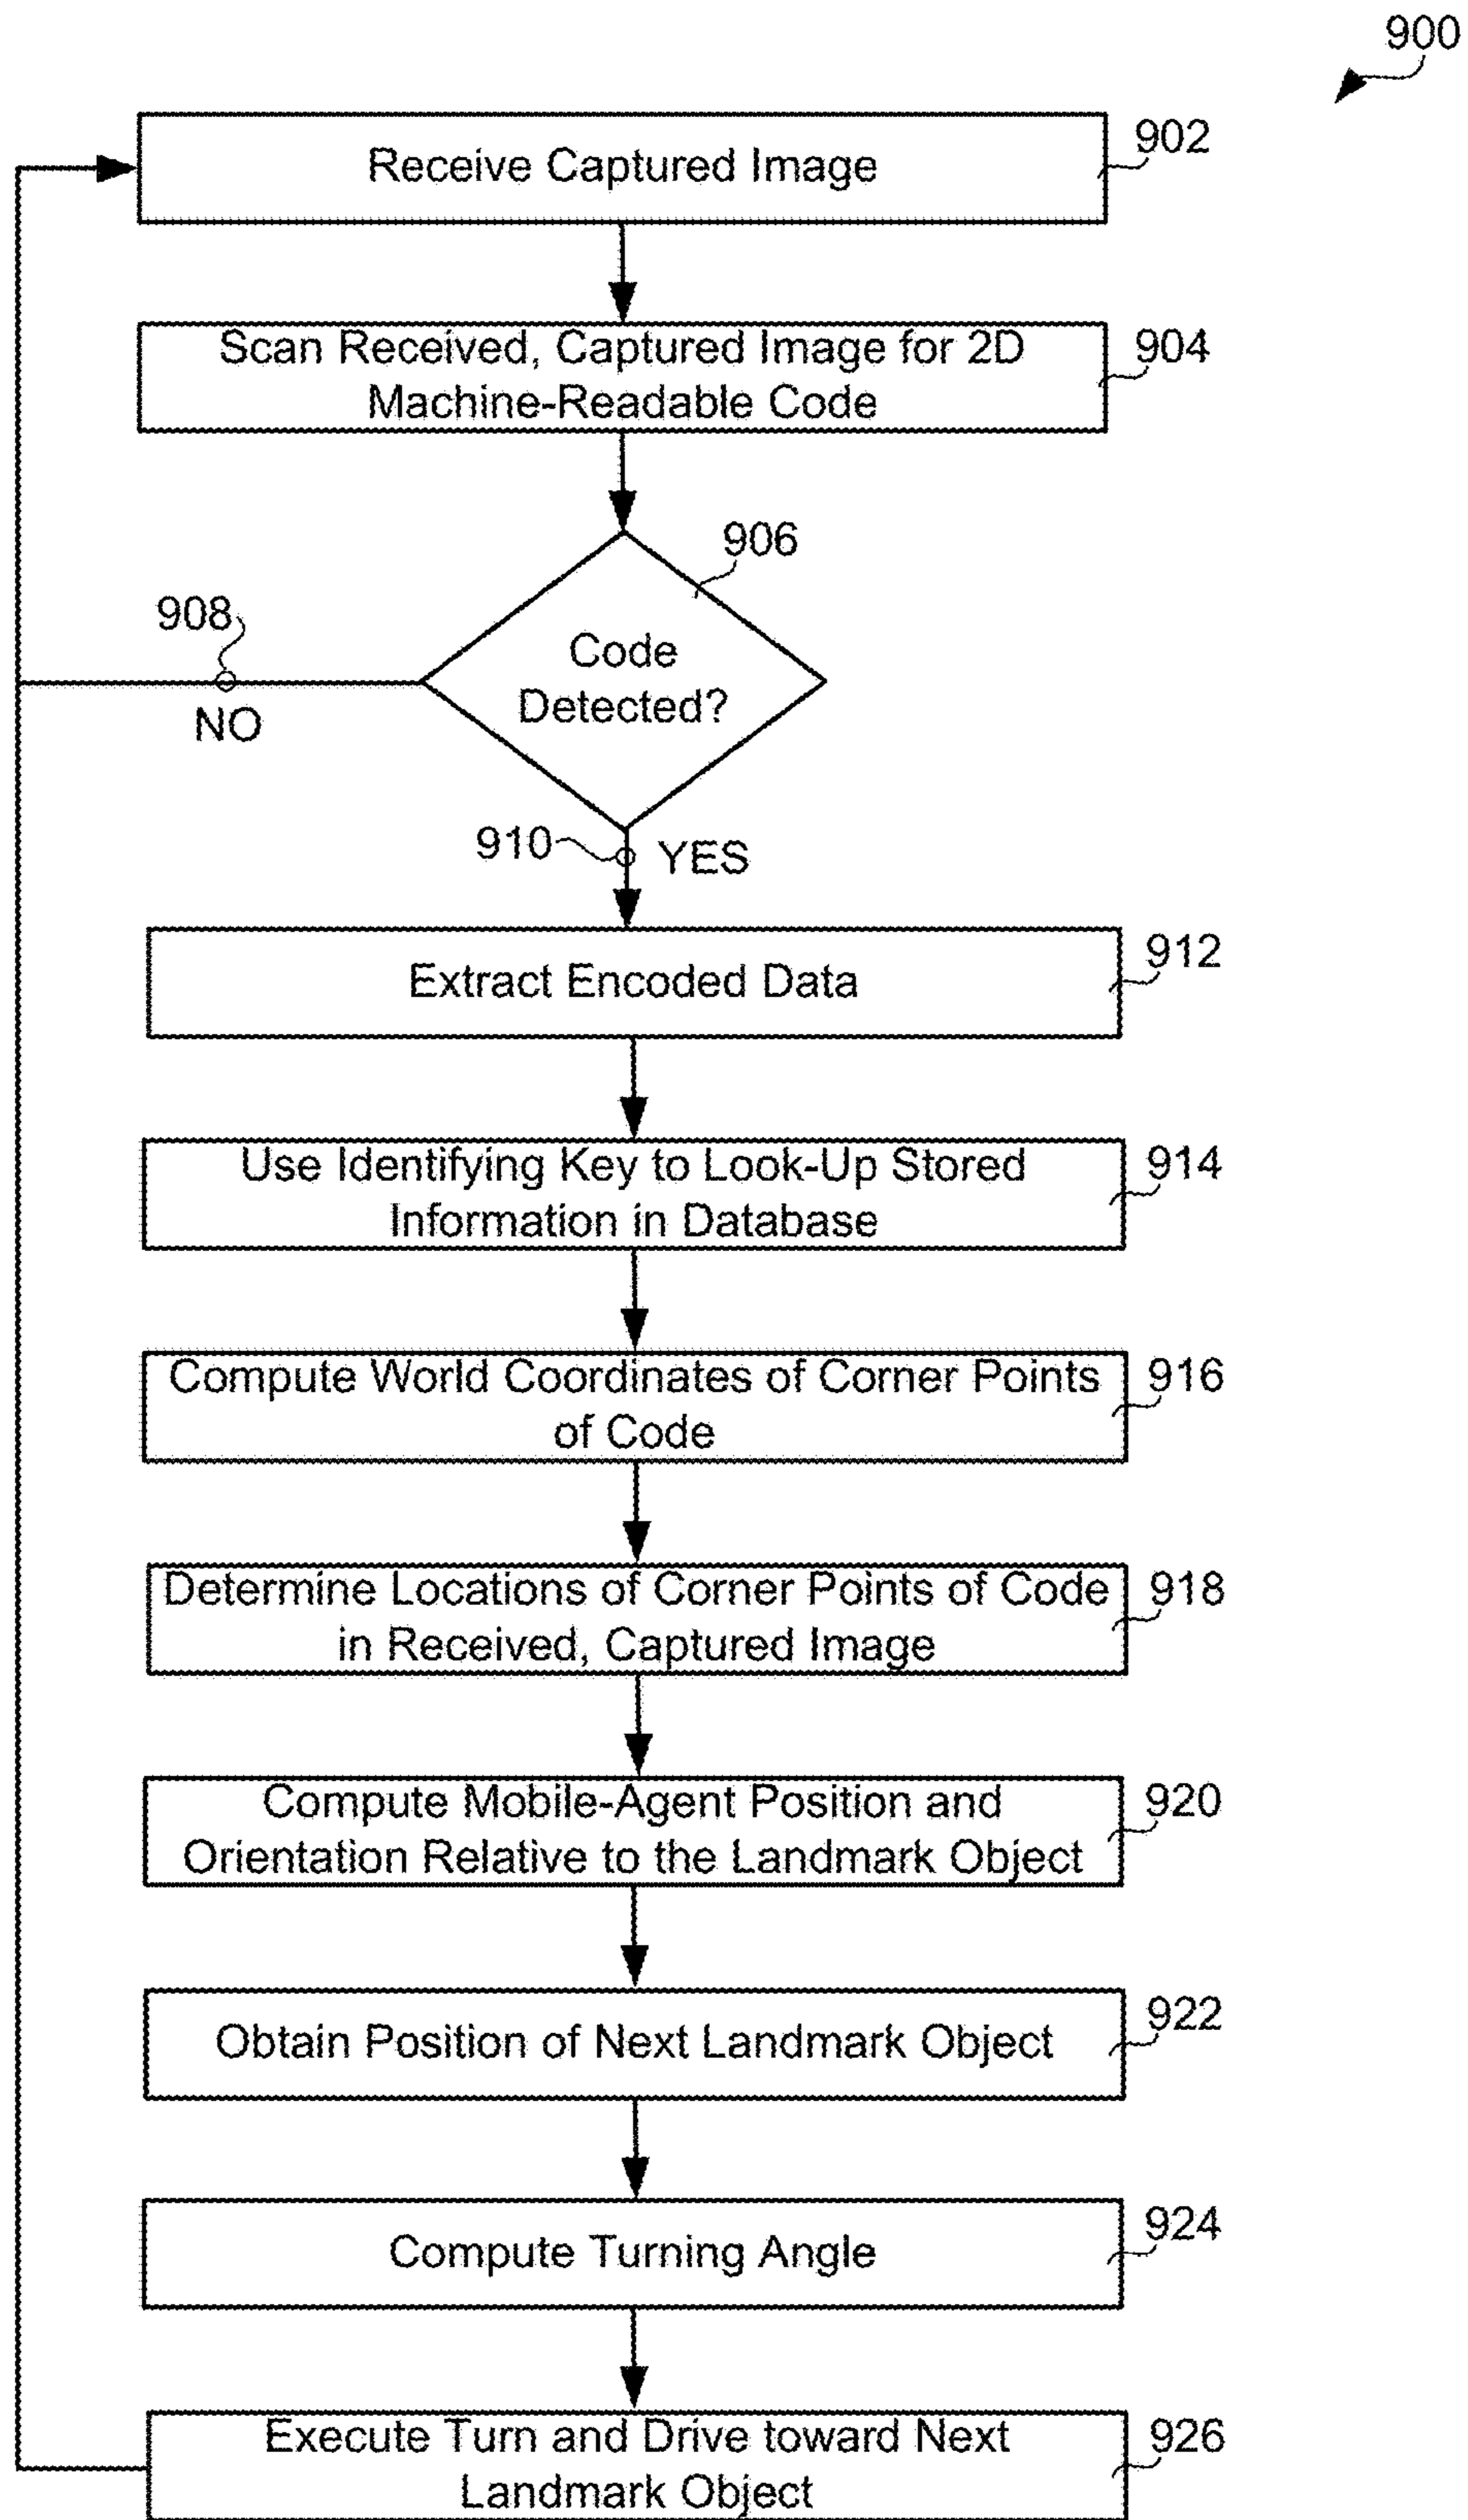 900
Receive Captured Image
902
Scan Received, Captured Image for 2D
Machine-Readable Code
904
906
Code
Detected?
908
NO
910
YES
Extract Encoded Data
912
Use Identifying Key to Look-Up Stored
Information in Database
914
Compute World Coordinates of Corner Points
of Code
916
Determine Locations of Corner Points of Code
in Received, Captured Image
918
Compute Mobile-Agent Position and
Orientation Relative to the Landmark Object
920
Obtain Position of Next Landmark Object
922
Compute Turning Angle
924
Execute Turn and Drive toward Next
Landmark Object
926